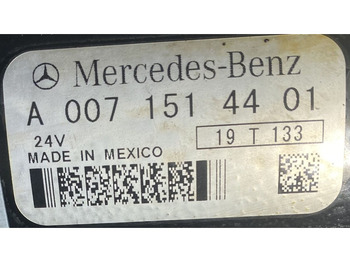 Mercedes-Benz
A 007 151 44 01
24V
19 T 133
MADE IN MEXICO